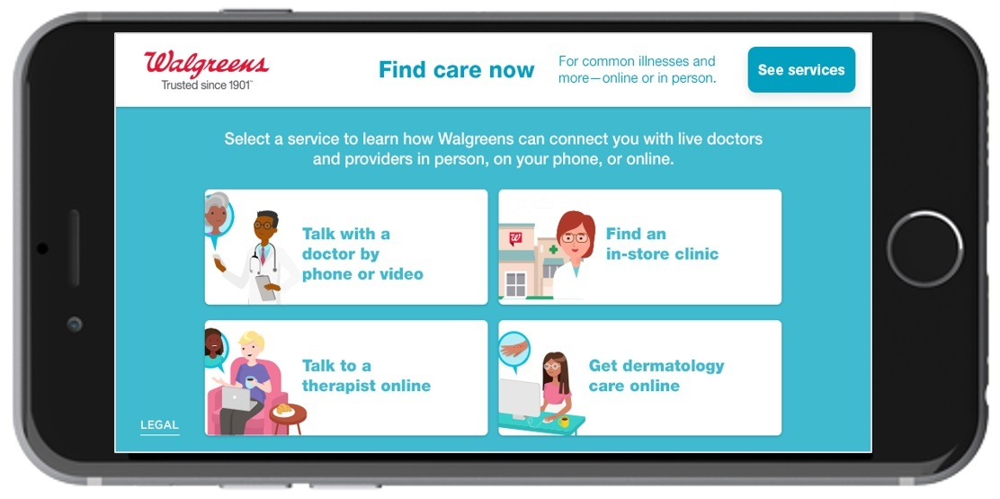 Walgreens
Trusted since 1901℠
Find care now
For common illnesses and
more—online or in person.
See services
Select a service to learn how Walgreens can connect you with live doctors
and providers in person, on your phone, or online.
Talk with a
doctor by
phone or video
W
Find an
in-store clinic
Talk to a
therapist online
Get dermatology
care online
LEGAL